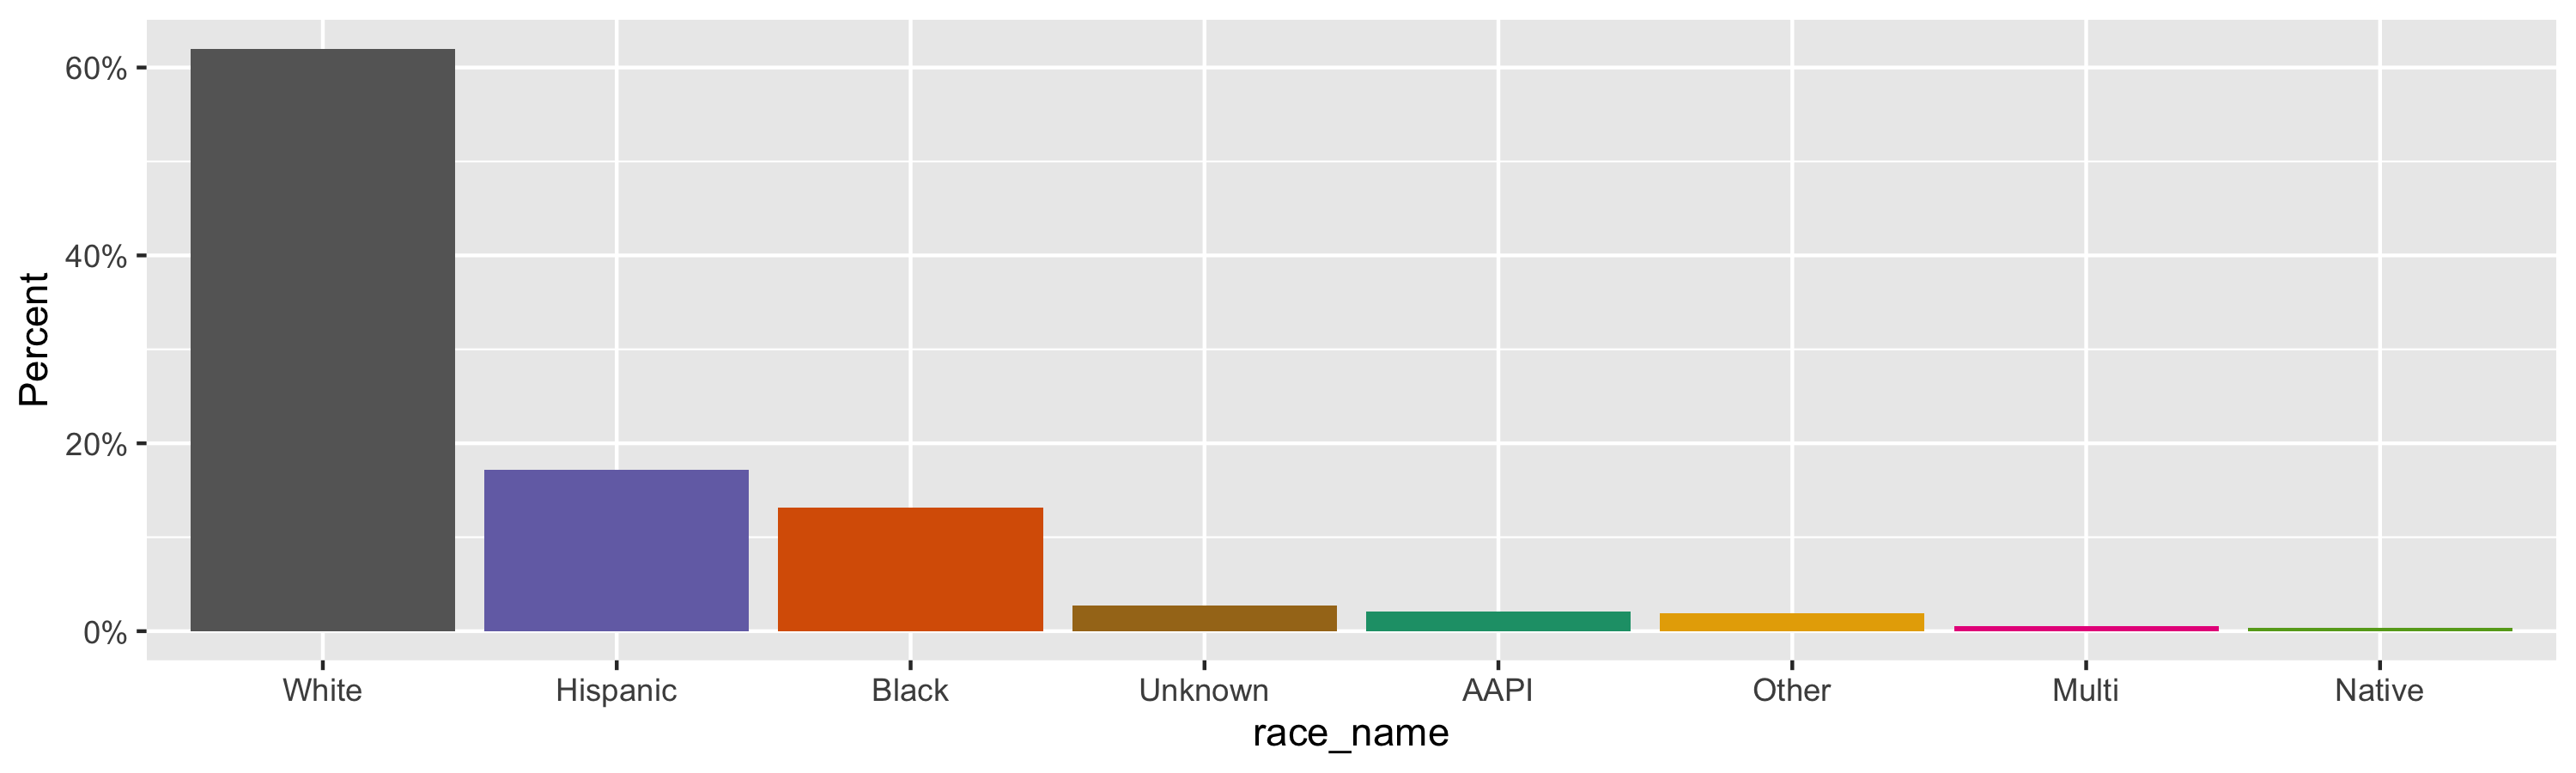 Percent
60%
40%
20%
0%
White Hispanic Black Unknown AAPI Other Multi Native
race_name